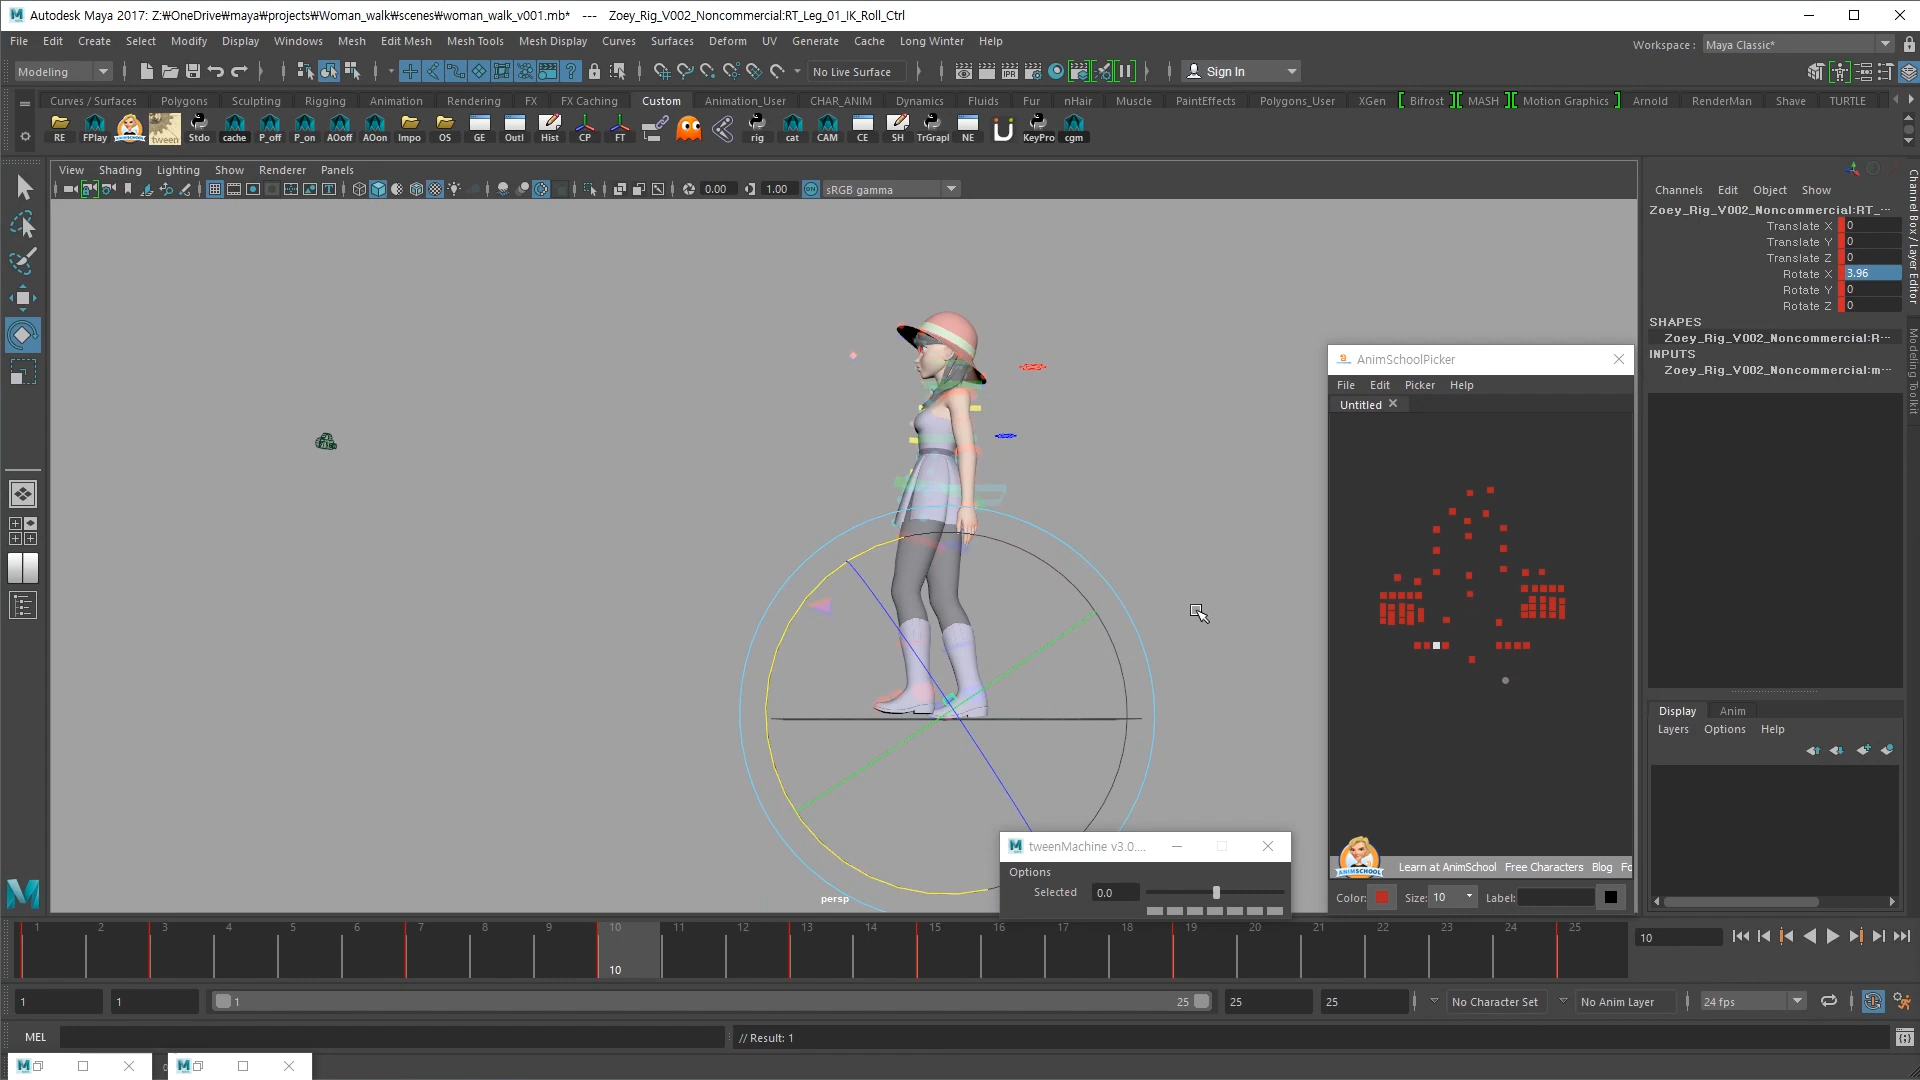 Autodesk Maya 2017: Z:₩OneDrive₩maya₩projects₩Woman_walk₩scenes₩woman_walk_v001.mb* --- Zoey_Rig_V002_Noncommercial:RT_Leg_01_IK_Roll_Ctrl
File Edit Create Select Modify Display Windows Mesh Edit Mesh Mesh Tools Mesh Display Curves Surfaces Deform UV Generate Cache Long Winter Help
Workspace : Maya Classic*
Modeling No Live Surface Sign In
Curves / Surfaces Polygons Sculpting Rigging Animation Rendering FX FX Caching Custom Animation_User CHAR_ANIM Dynamics Fluids Fur nHair Muscle PaintEffects Polygons_User XGen Bifrost MASH Motion Graphics Arnold RenderMan Shave TURTLE
RE FPlay tween Stdo cache P_off P_on AOoff AOon Impo OS GE Outl Hist CP FT rig cat CAM CE SH TrGrapl NE KeyPro cgm
View Shading Lighting Show Renderer Panels
0.00 1.00 ON sRGB gamma
Channels Edit Object Show
Zoey_Rig_V002_Noncommercial:RT_...
Translate X 0
Translate Y 0
Translate Z 0
Rotate X 3.96
Rotate Y 0
Rotate Z 0
SHAPES
Zoey_Rig_V002_Noncommercial:R...
INPUTS
Zoey_Rig_V002_Noncommercial:m...
Channel Box / Layer Editor
Modeling Toolkit
AnimSchoolPicker
File Edit Picker Help
Untitled
ANIMSCHOOL Learn at AnimSchool Free Characters Blog Fo
Color: Size: 10 Label:
Display Anim
Layers Options Help
tweenMachine v3.0....
Options
Selected 0.0
persp
1 2 3 4 5 6 7 8 9 10 11 12 13 14 15 16 17 18 19 20 21 22 23 24 25
10
10
1 1 1 25 25 25 No Character Set No Anim Layer 24 fps
MEL // Result: 1